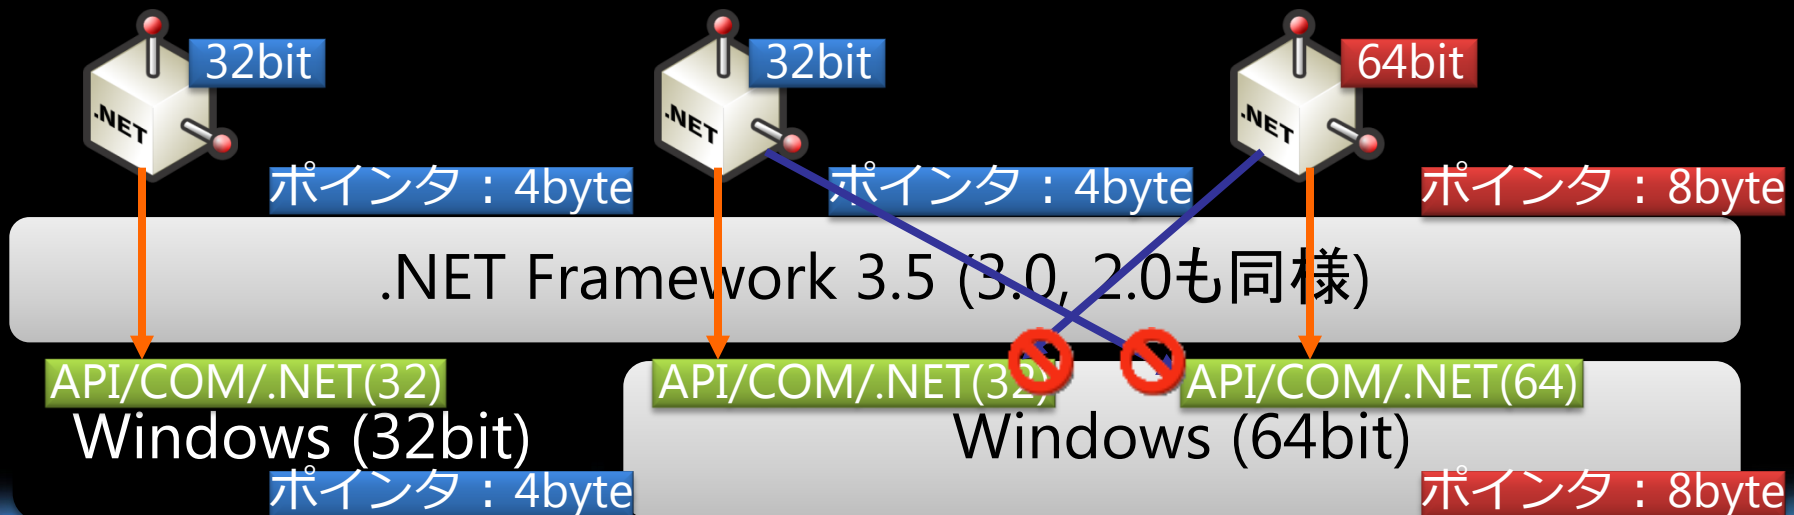 32bit
32bit
64bit
.NET
.NET
.NET
ポインタ：4byte
ポインタ：4byte
ポインタ：8byte
.NET Framework 3.5 (3.0, 2.0も同様)
API/COM/.NET(32)
API/COM/.NET(32)
API/COM/.NET(64)
Windows (32bit)
Windows (64bit)
ポインタ：4byte
ポインタ：8byte